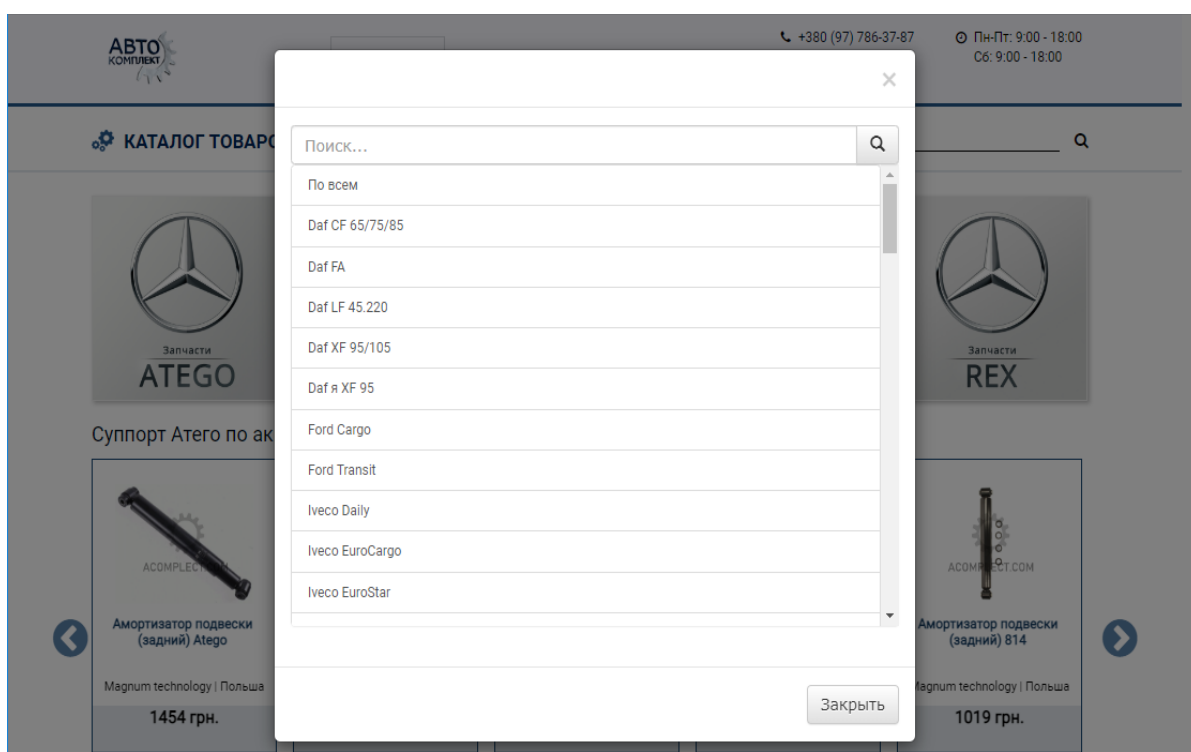 АВТО
КОМПЛЕКТ
+380 (97) 786-37-87
Пн-Пт: 9:00 - 18:00
Сб: 9:00 - 18:00
×
КАТАЛОГ
Поиск...
По всем
Daf CF 65/75/85
Daf FA
Daf LF 45.220
Daf XF 95/105
Daf я XF 95
Ford Cargo
Ford Transit
Iveco Daily
Iveco EuroCargo
Iveco EuroStar
Закрыть
Запчасти
ATEGO
Запчасти
REX
Суппорт Атего по
ACOMPLECT.COM
Амортизатор подвески
(задний) Atego
Magnum technology | Польша
1454 грн.
ACOMPLECT.COM
Амортизатор подвески
(задний) 814
Magnum technology | Польша
1019 грн.